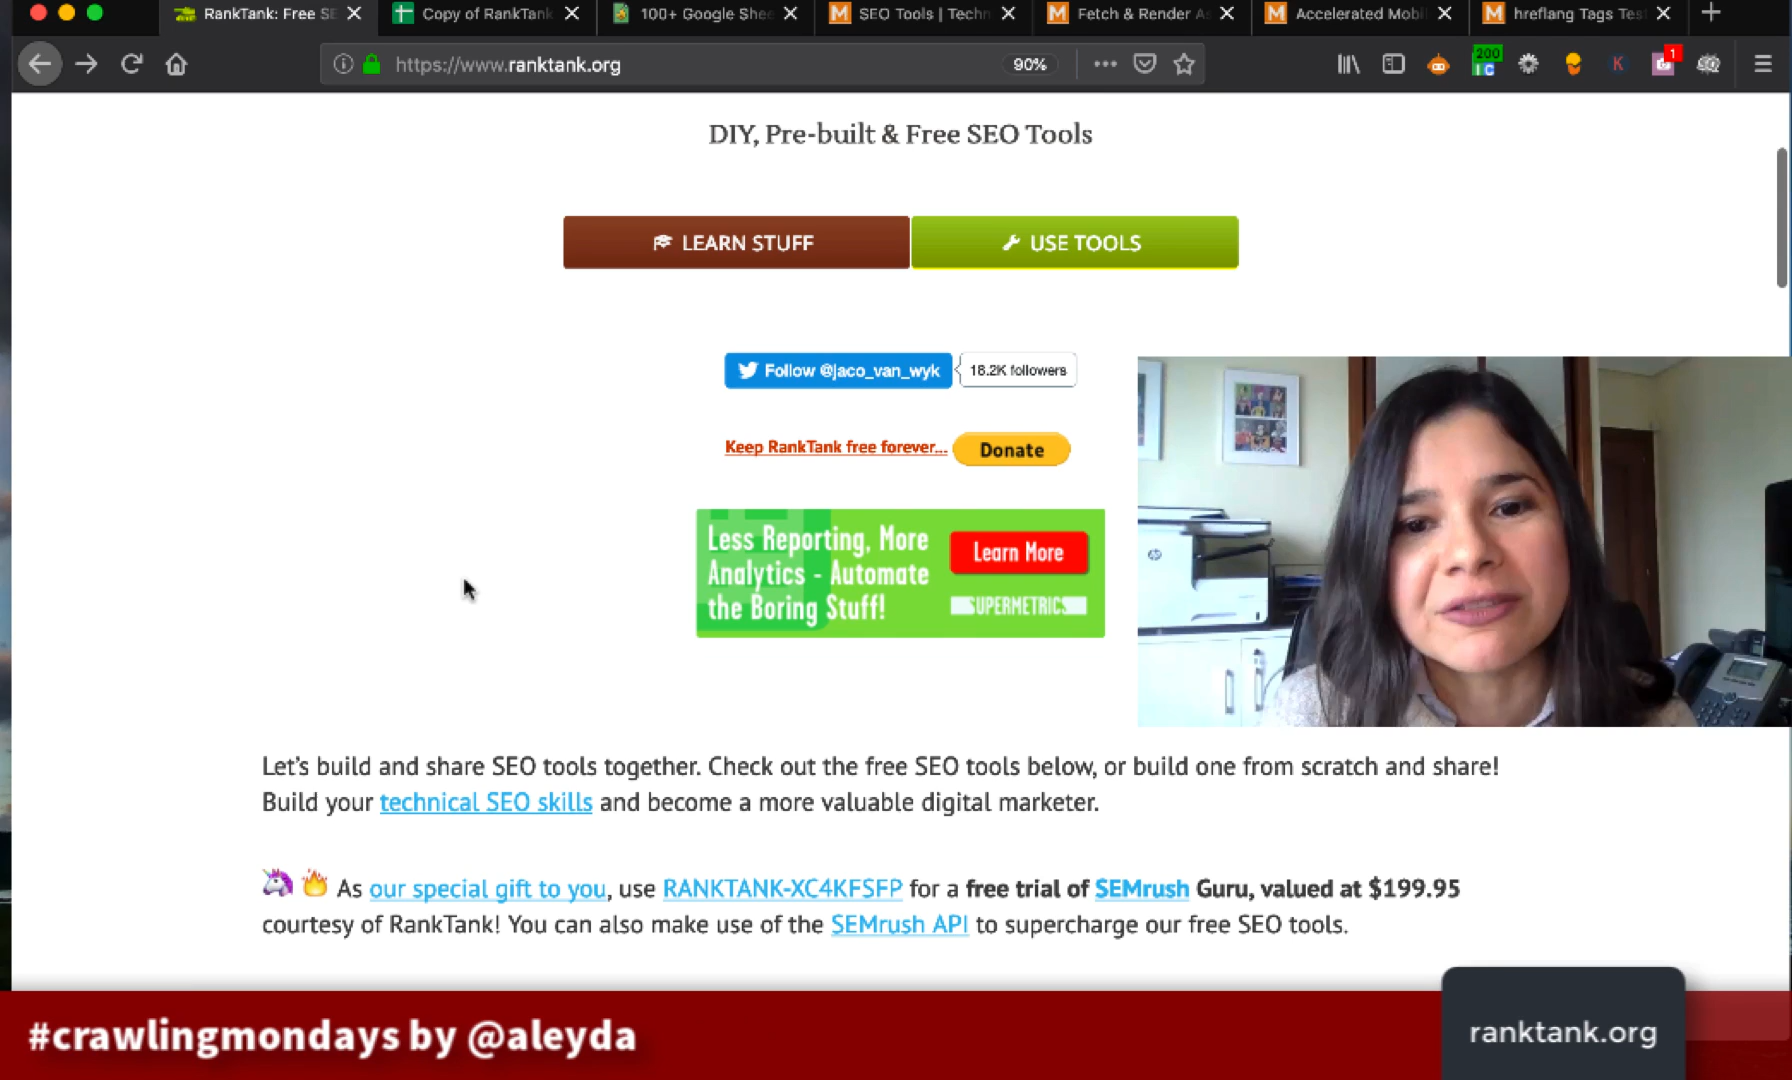 RankTank: Free SE
Copy of RankTank
100+ Google Shee
SEO Tools | Techn
Fetch & Render As
Accelerated Mobil
hreflang Tags Test
https://www.ranktank.org
90%
200
I C
K
1
DIY, Pre-built & Free SEO Tools
LEARN STUFF
USE TOOLS
Follow @jaco_van_wyk
18.2K followers
Keep RankTank free forever...
Donate
Less Reporting, More
Analytics - Automate
the Boring Stuff!
Learn More
SUPERMETRICS
Let's build and share SEO tools together. Check out the free SEO tools below, or build one from scratch and share!
Build your technical SEO skills and become a more valuable digital marketer.
As our special gift to you, use RANKTANK-XC4KFSFP for a free trial of SEMrush Guru, valued at $199.95
courtesy of RankTank! You can also make use of the SEMrush API to supercharge our free SEO tools.
#crawlingmondays by @aleyda
ranktank.org